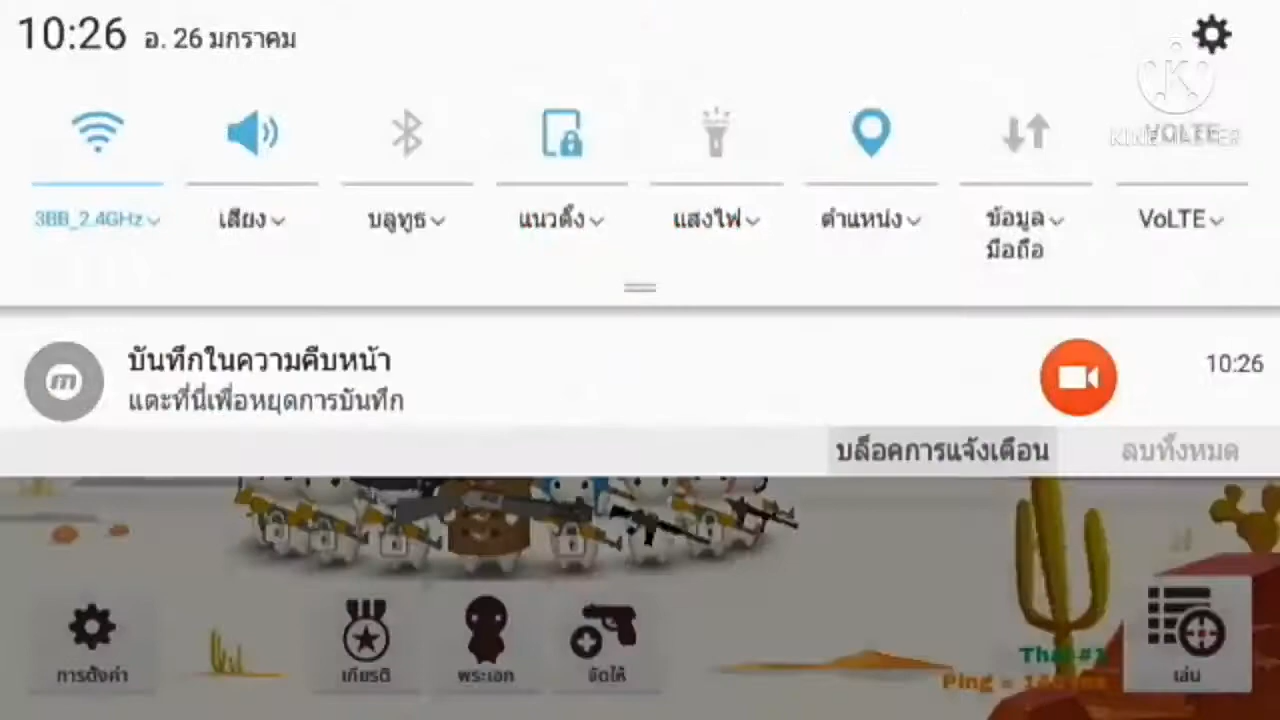 10:26 อ. 26 มกราคม
KINEMASTER
3BB_2.4GHz
เสียง
บลูทูธ
แนวตั้ง
แสงไฟ
ตำแหน่ง
ข้อมูล
มือถือ
VoLTE
บันทึกในความคืบหน้า
10:26
แตะที่นี่เพื่อหยุดการบันทึก
บล็อคการแจ้งเตือน
ลบทั้งหมด
Thai #1
Ping =
การตั้งค่า
เกียรติ
พระเอก
จัดให้
เล่น